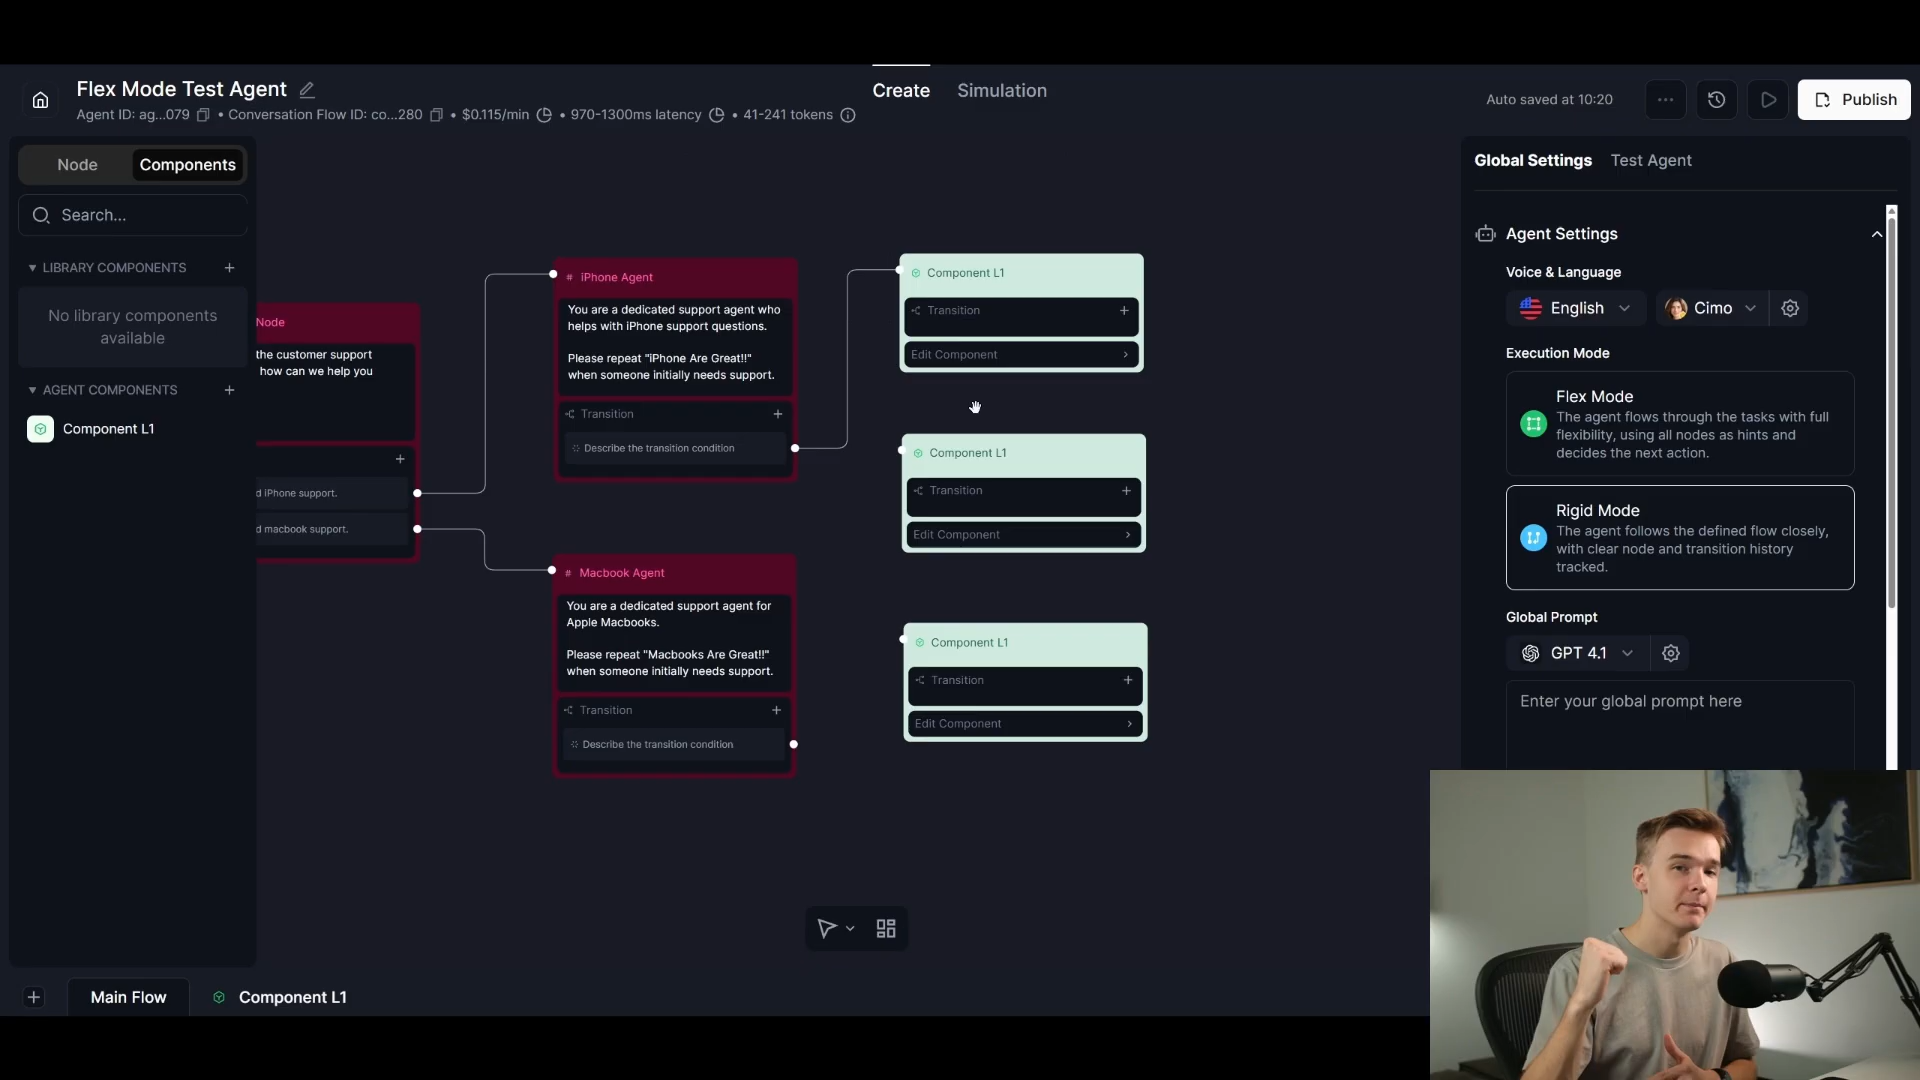 Flex Mode Test Agent
Create
Simulation
Agent ID: ag...079 • Conversation Flow ID: co...280 • $0.115/min • 970-1300ms latency • 41-241 tokens
Auto saved at 10:20
Publish
Node
Components
Search...
LIBRARY COMPONENTS
No library components
available
AGENT COMPONENTS
Component L1
Node
the customer support
how can we help you
d iPhone support.
d macbook support.
# iPhone Agent
You are a dedicated support agent who
helps with iPhone support questions.
Please repeat "iPhone Are Great!!"
when someone initially needs support.
Transition
Describe the transition condition
# Macbook Agent
You are a dedicated support agent for
Apple Macbooks.
Please repeat "Macbooks Are Great!!"
when someone initially needs support.
Transition
Describe the transition condition
Component L1
Transition
Edit Component
Component L1
Transition
Edit Component
Component L1
Transition
Edit Component
Global Settings
Test Agent
Agent Settings
Voice & Language
English
Cimo
Execution Mode
Flex Mode
The agent flows through the tasks with full
flexibility, using all nodes as hints and
decides the next action.
Rigid Mode
The agent follows the defined flow closely,
with clear node and transition history
tracked.
Global Prompt
GPT 4.1
Enter your global prompt here
Main Flow
Component L1